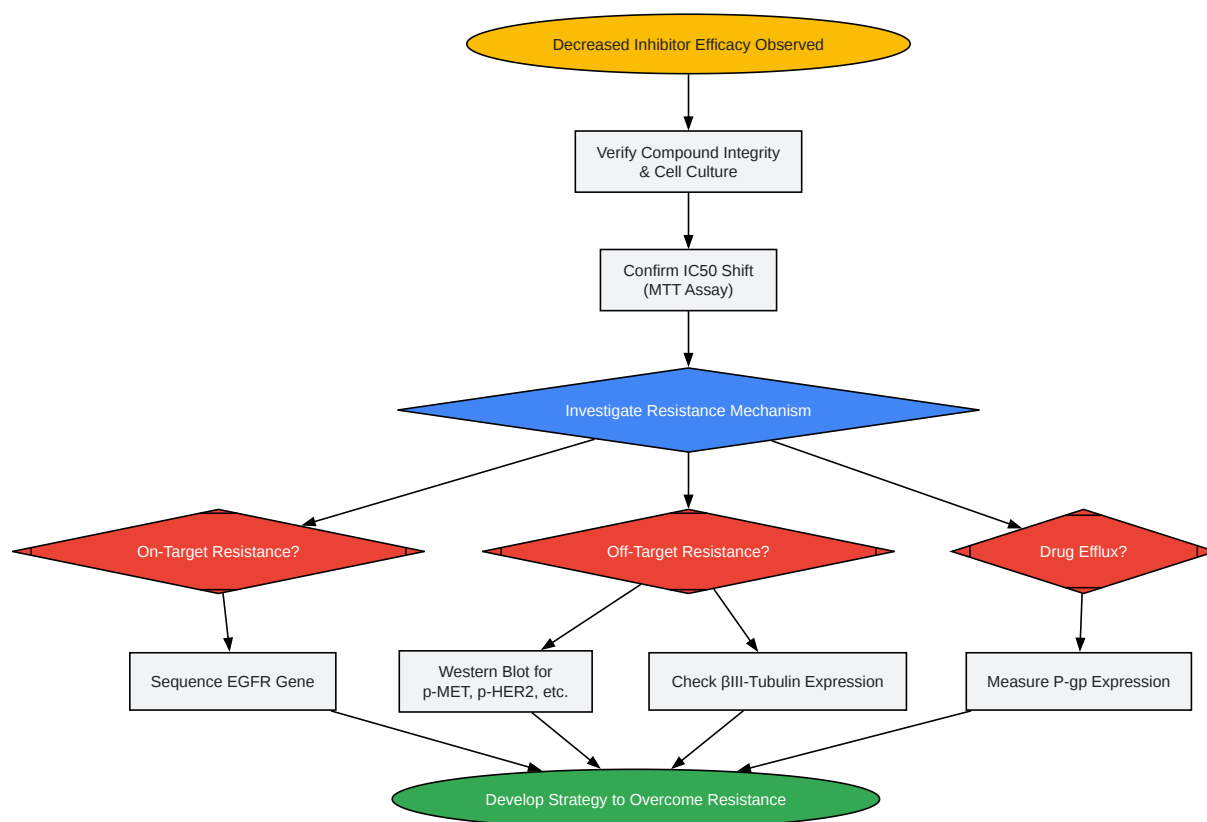 Decreased Inhibitor Efficacy Observed
Verify Compound Integrity
& Cell Culture
Confirm IC50 Shift
(MTT Assay)
Investigate Resistance Mechanism
On-Target Resistance?
Off-Target Resistance?
Drug Efflux?
Sequence EGFR Gene
Western Blot for
p-MET, p-HER2, etc.
Check βIII-Tubulin Expression
Measure P-gp Expression
Develop Strategy to Overcome Resistance